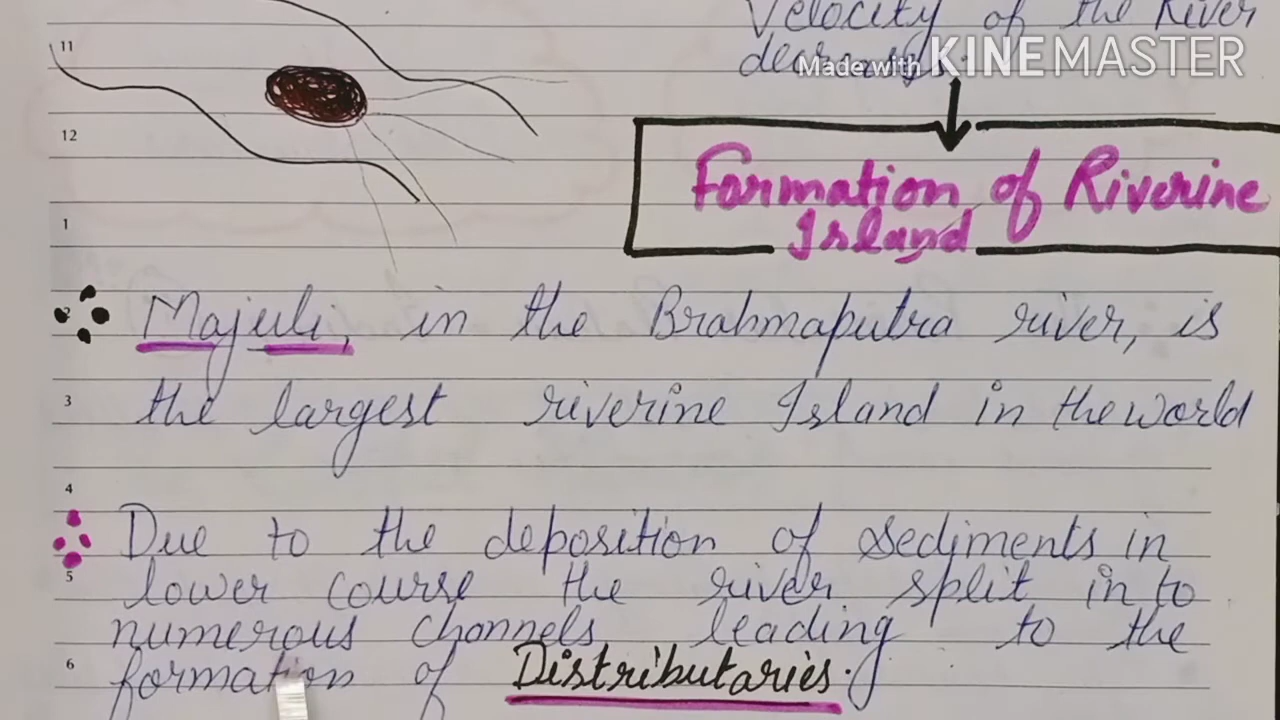 Velocity of the River
decreases.
Made with KINEMASTER
Formation of Riverine
Island
Majuli, in the Brahmaputra river, is
the largest riverine Island in the world
Due to the deposition of sediments in
lower course the river split in to
numerous channels, leading to the
formation of Distributaries.
11
12
1
2
3
4
5
6